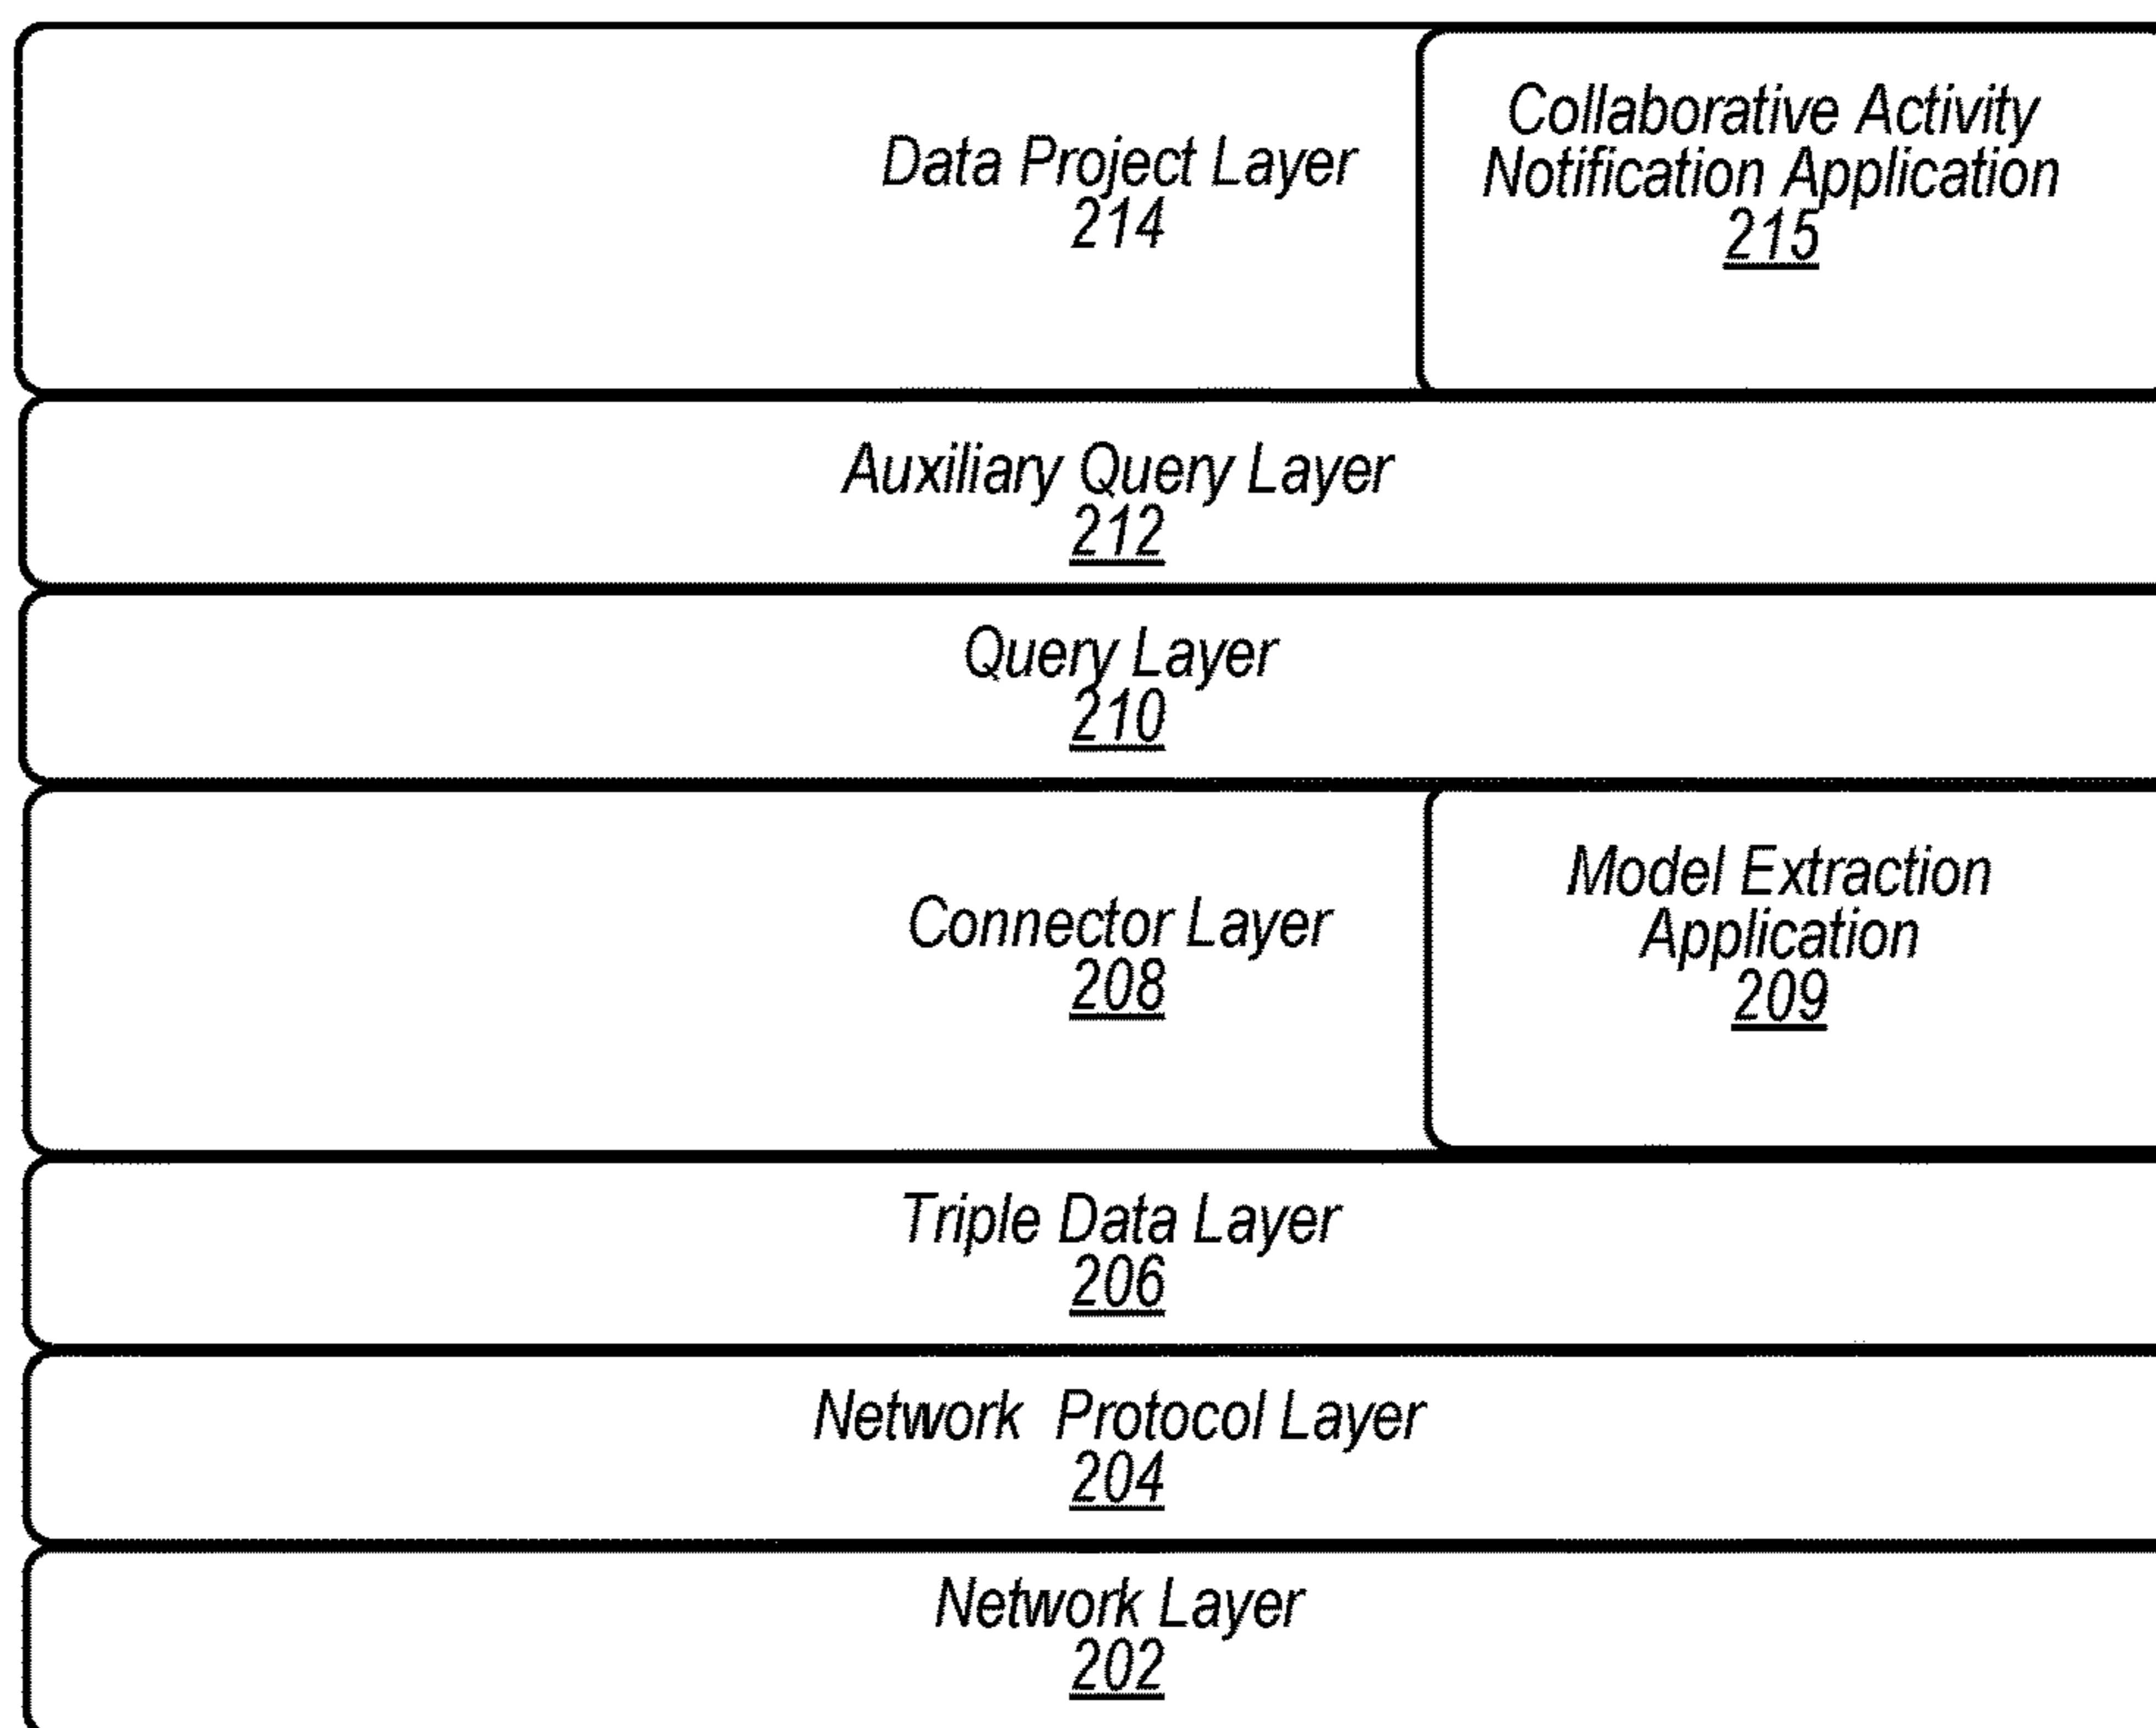 Data Project Layer
214
Collaborative Activity
Notification Application
215
Auxiliary Query Layer
212
Query Layer
210
Connector Layer
208
Model Extraction
Application
209
Triple Data Layer
206
Network Protocol Layer
204
Network Layer
202